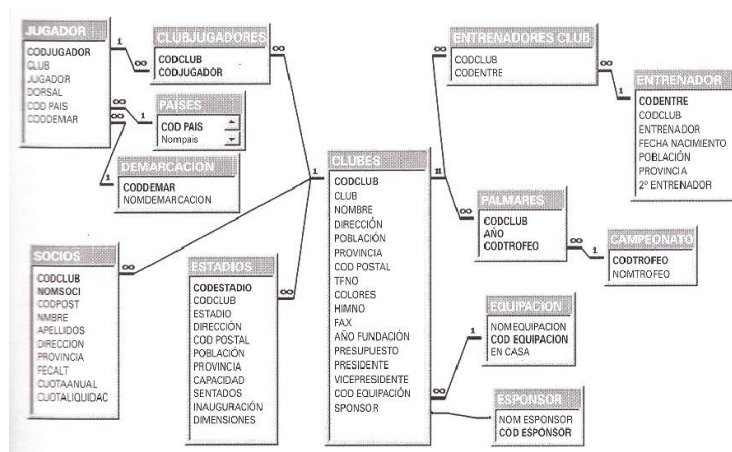 JUGADOR
CODJUGADOR
CLUB
JUGADOR
DORSAL
COD PAIS
COODEMAR
1
∞
∞
∞
CLUBJUGADORES
CODCLUB
CODJUGADOR
∞
1
PAISES
COD PAIS
Nompais
1
DEMARCACION
CODDEMAR
NOMDEMARCACION
SOCIOS
CODCLUB
NOMSOCI
CODPOST
NMBRE
APELLIDOS
DIRECCION
PROVINCIA
FECALT
CUOTAANUAL
CUOTALIQUIDAC
∞
ESTADIOS
CODESTADIO
CODCLUB
ESTADIO
DIRECCIÓN
COD POSTAL
POBLACIÓN
PROVINCIA
CAPACIDAD
SENTADOS
INAUGURACIÓN
DIMENSIONES
∞
1
CLUBES
CODCLUB
CLUB
NOMBRE
DIRECCIÓN
POBLACIÓN
PROVINCIA
COD POSTAL
TFNO
COLORES
HIMNO
FAX
AÑO FUNDACIÓN
PRESUPUESTO
PRESIDENTE
VICEPRESIDENTE
COD EQUIPACIÓN
SPONSOR
11
∞
∞
ENTRENADORES CLUB
CODCLUB
CODENTRE
∞
1
ENTRENADOR
CODENTRE
CODCLUB
ENTRENADOR
FECHA NACIMIENTO
POBLACIÓN
PROVINCIA
2º ENTRENADOR
∞
PALMARES
CODCLUB
AÑO
CODTROFEO
∞
1
CAMPEONATO
CODTROFEO
NOMTROFEO
1
EQUIPACION
NOMEQUIPACION
COD EQUIPACION
EN CASA
ESPONSOR
NOM ESPONSOR
COD ESPONSOR